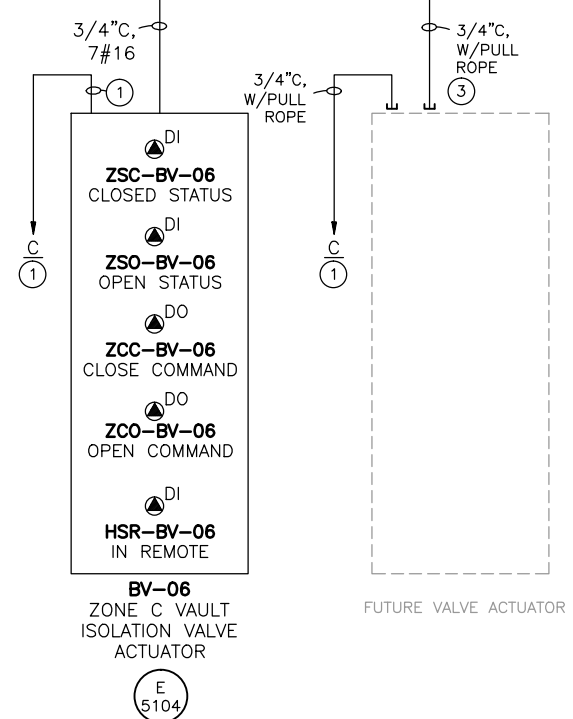 3/4"C,
7#16
1
3/4"C,
W/PULL
ROPE
3/4"C,
W/PULL
ROPE
3
DI
ZSC-BV-06
CLOSED STATUS
DI
ZSO-BV-06
OPEN STATUS
DO
ZCC-BV-06
CLOSE COMMAND
DO
ZCO-BV-06
OPEN COMMAND
DI
HSR-BV-06
IN REMOTE
C
1
C
1
BV-06
ZONE C VAULT
ISOLATION VALVE
ACTUATOR
E
5104
FUTURE VALVE ACTUATOR